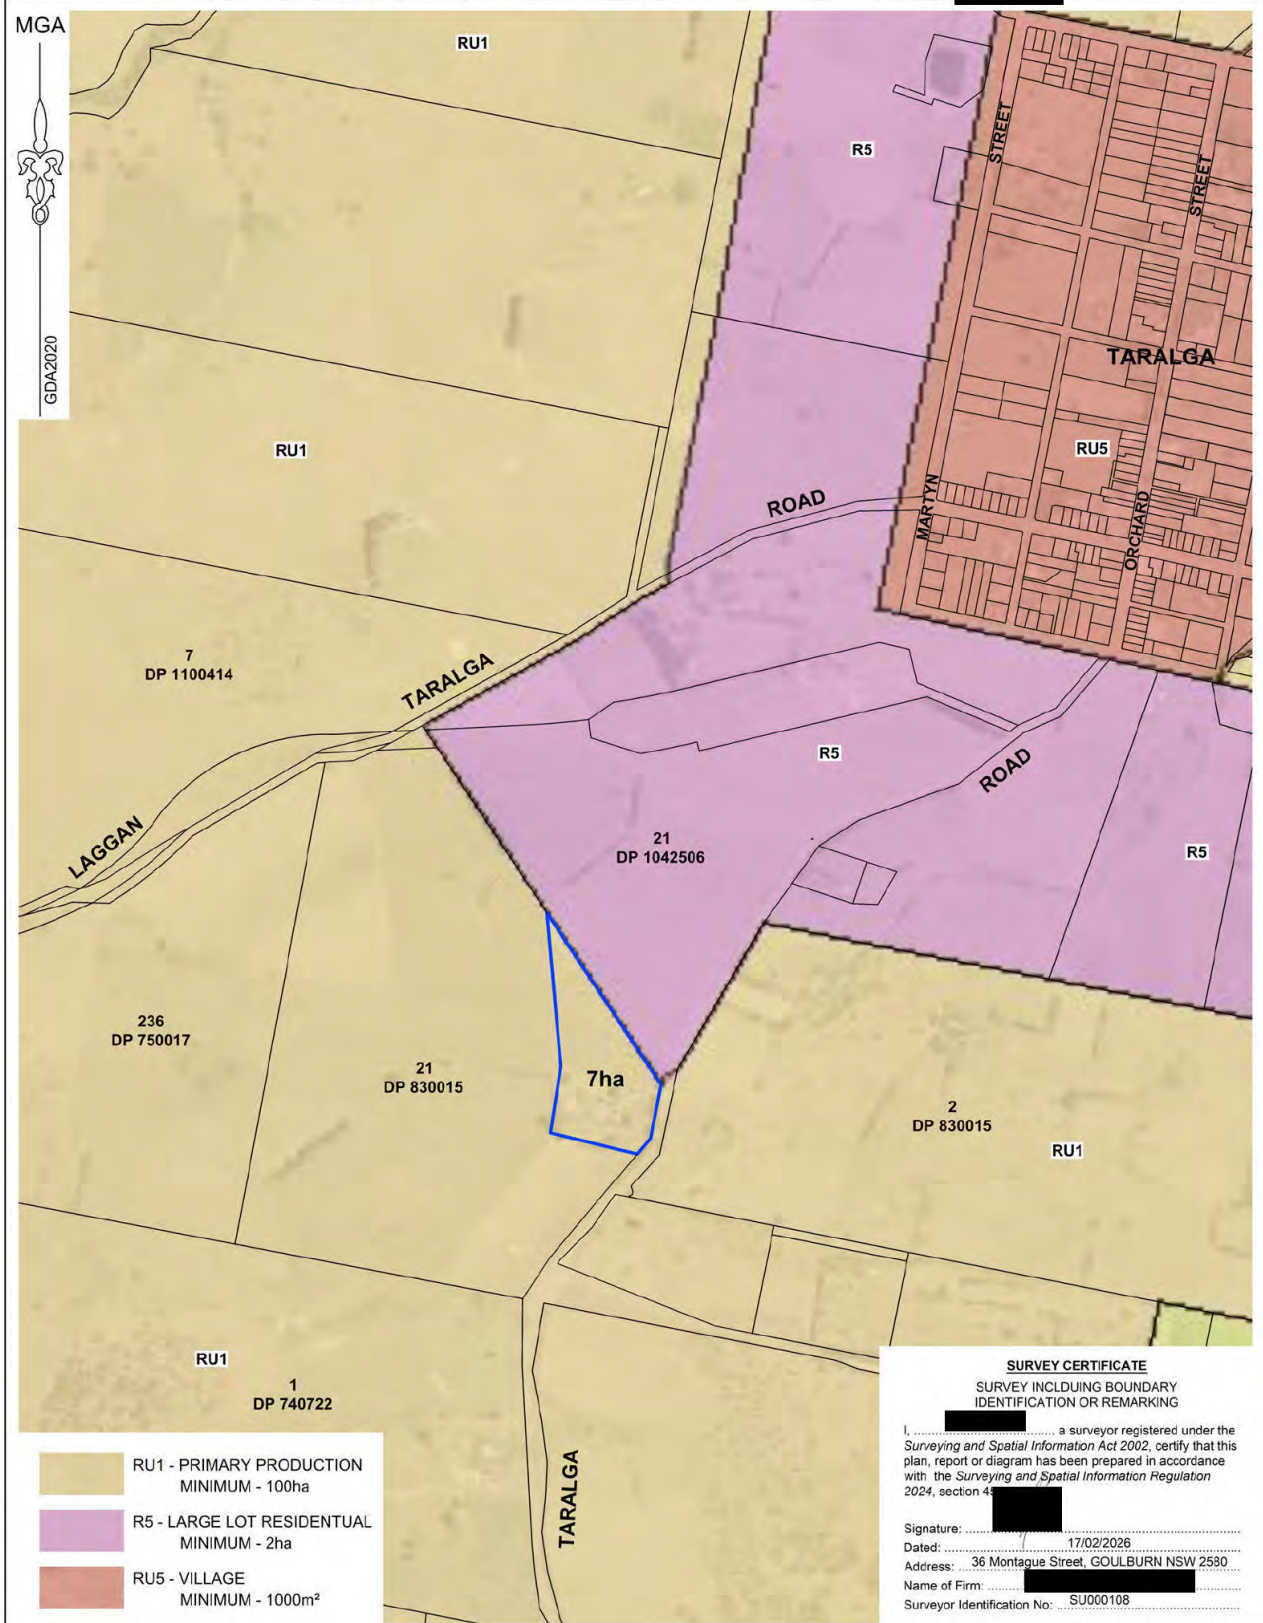 MGA
GDA2020
RU1
R5
STREET
STREET
TARALGA
RU1
RU5
ROAD
MARTYN
ORCHARD
7
DP 1100414
TARALGA
R5
ROAD
LAGGAN
21
DP 1042506
R5
236
DP 750017
21
DP 830015
7ha
2
DP 830015
RU1
RU1
1
DP 740722
TARALGA
RU1 - PRIMARY PRODUCTION
MINIMUM - 100ha
R5 - LARGE LOT RESIDENTUAL
MINIMUM - 2ha
RU5 - VILLAGE
MINIMUM - 1000m²
SURVEY CERTIFICATE
SURVEY INCLDUING BOUNDARY
IDENTIFICATION OR REMARKING
I, .......... a surveyor registered under the
Surveying and Spatial Information Act 2002, certify that this
plan, report or diagram has been prepared in accordance
with the Surveying and Spatial Information Regulation
2024, section 45
Signature:
Dated: 17/02/2026
Address: 36 Montague Street, GOULBURN NSW 2580
Name of Firm:
Surveyor Identification No: SU000108